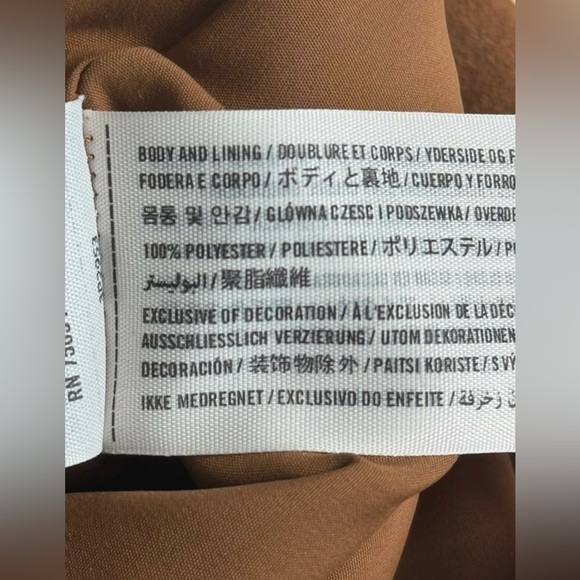 BODY AND LINING / DOUBLURE ET CORPS / YDERSIDE OG F
FODERA E CORPO / ボディと裏地 / CUERPO Y FORRO
몸통 및 안감 / GLÓWNA CZESC I PODSZEWKA / OVERDE
100% POLYESTER / POLIESTERE / ポリエステル / P
البوليستر / 聚脂纖維
EXCLUSIVE OF DECORATION / À L'EXCLUSION DE LA DÉC
AUSSCHLIESSLICH VERZIERUNG / UTOM DEKORATIONEN
DECORACIÓN / 装饰物除外 / PAITSI KORISTE / S VÝ
IKKE MEDREGNET / EXCLUSIVO DO ENFEITE /
RN